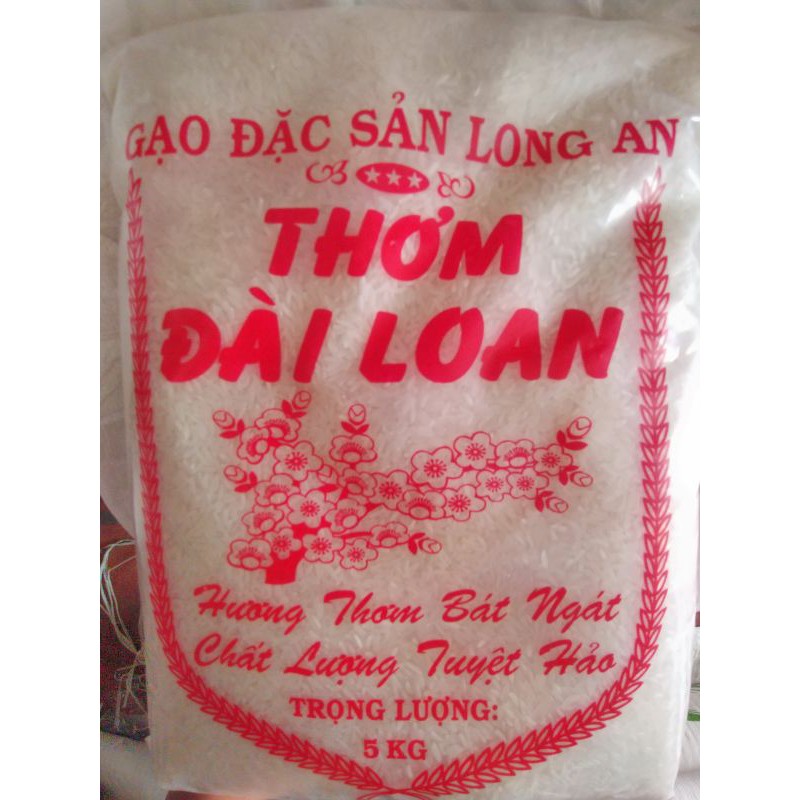 GẠO ĐẶC SẢN LONG AN
THƠM
ĐÀI LOAN
Hương Thơm Bát Ngát
Chất Lượng Tuyệt Hảo
TRỌNG LƯỢNG:
5 KG